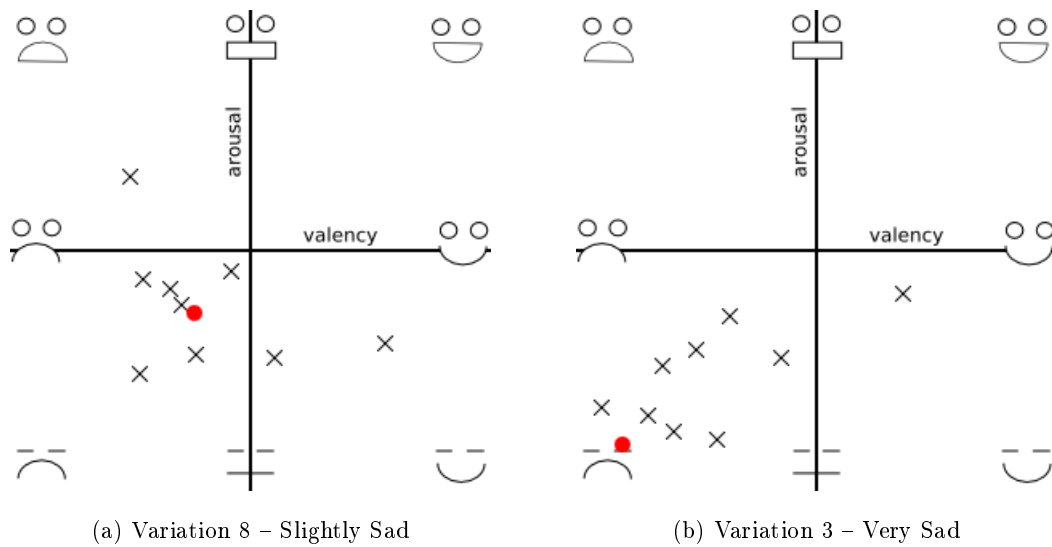 arousal
arousal
valency
valency
(a) Variation 8 – Slightly Sad
(b) Variation 3 – Very Sad